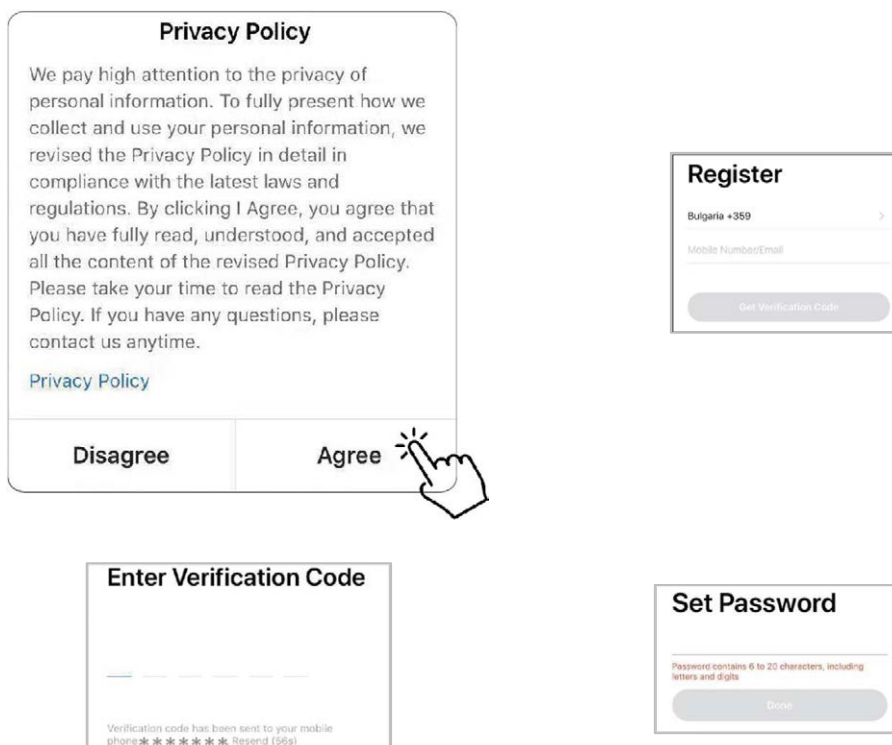 Privacy Policy
We pay high attention to the privacy of
personal information. To fully present how we
collect and use your personal information, we
revised the Privacy Policy in detail in
compliance with the latest laws and
regulations. By clicking I Agree, you agree that
you have fully read, understood, and accepted
all the content of the revised Privacy Policy.
Please take your time to read the Privacy
Policy. If you have any questions, please
contact us anytime.
Privacy Policy
Disagree
Agree
Register
Bulgaria +359
Mobile Number/Email
Get Verification Code
Enter Verification Code
Verification code has been sent to your mobile
phone******* Resend (56s)
Set Password
Password contains 6 to 20 characters, including
letters and digits
Done